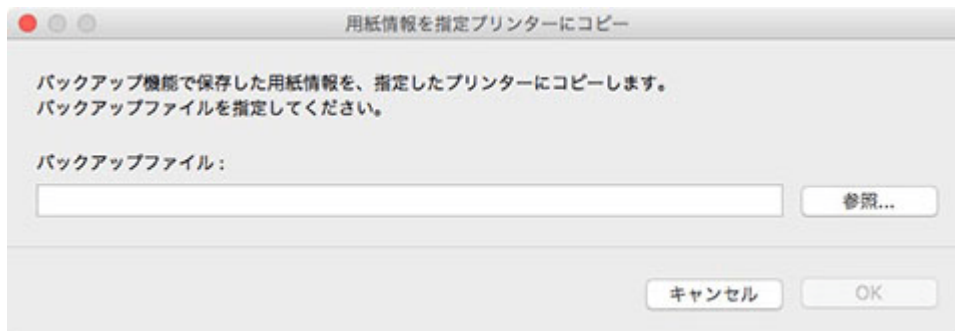 用紙情報を指定プリンターにコピー
バックアップ機能で保存した用紙情報を、指定したプリンターにコピーします。
バックアップファイルを指定してください。
バックアップファイル：
参照...
キャンセル
OK